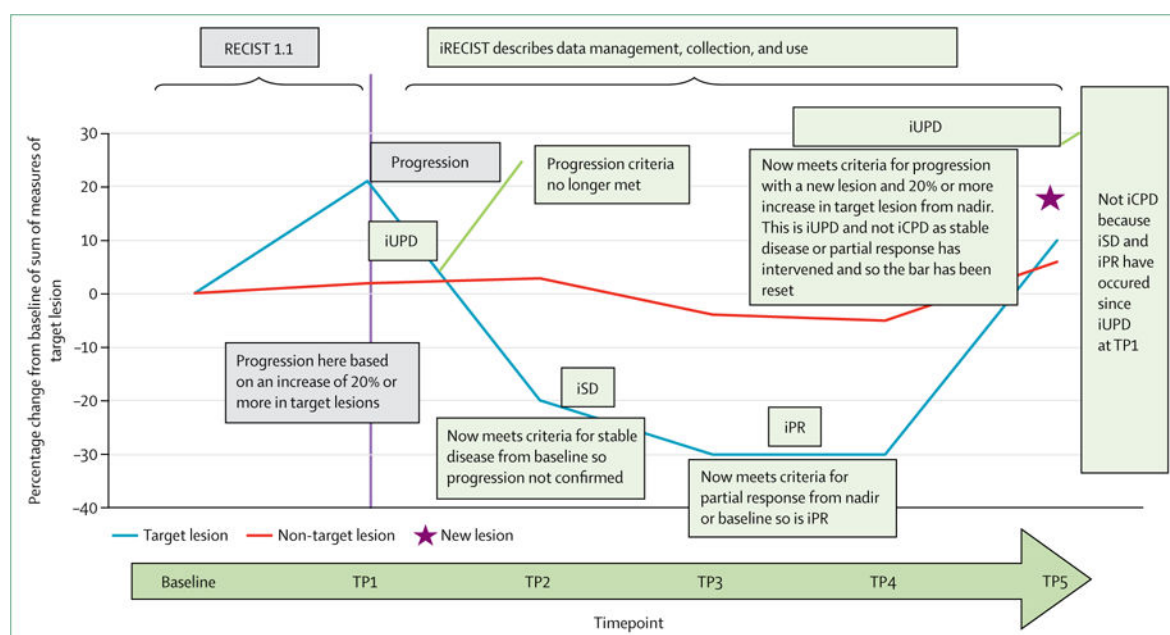 RECIST 1.1
iRECIST describes data management, collection, and use
Percentage change from baseline of sum of measures of
target lesion
30
20
10
0
–10
–20
–30
–40
Progression
iUPD
Progression criteria
no longer met
iUPD
Now meets criteria for progression
with a new lesion and 20% or more
increase in target lesion from nadir.
This is iUPD and not iCPD as stable
disease or partial response has
intervened and so the bar has been
reset
Not iCPD
because
iSD and
iPR have
occured
since
iUPD
at TP1
Progression here based
on an increase of 20% or
more in target lesions
iSD
Now meets criteria for stable
disease from baseline so
progression not confirmed
iPR
Now meets criteria for
partial response from nadir
or baseline so is iPR
Target lesion
Non-target lesion
New lesion
Baseline
TP1
TP2
TP3
TP4
TP5
Timepoint